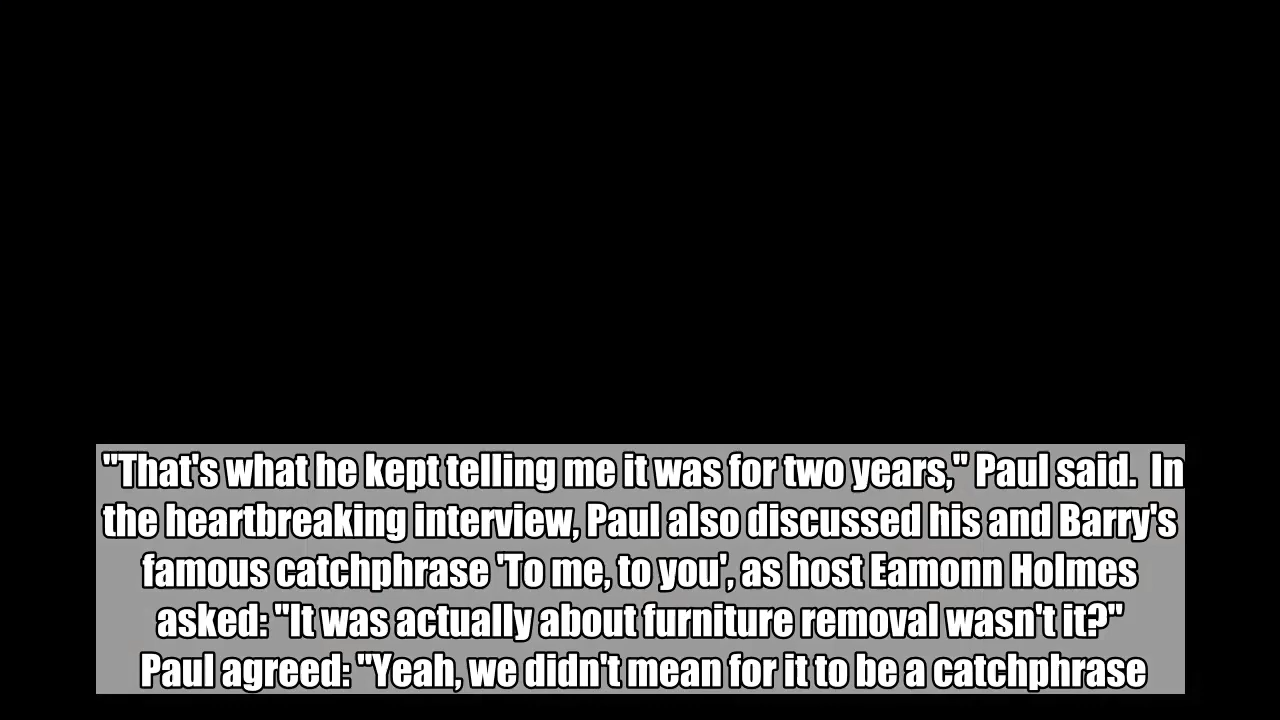 "That's what he kept telling me it was for two years," Paul said.  In
the heartbreaking interview, Paul also discussed his and Barry's
famous catchphrase 'To me, to you', as host Eamonn Holmes
asked: "It was actually about furniture removal wasn't it?"
Paul agreed: "Yeah, we didn't mean for it to be a catchphrase